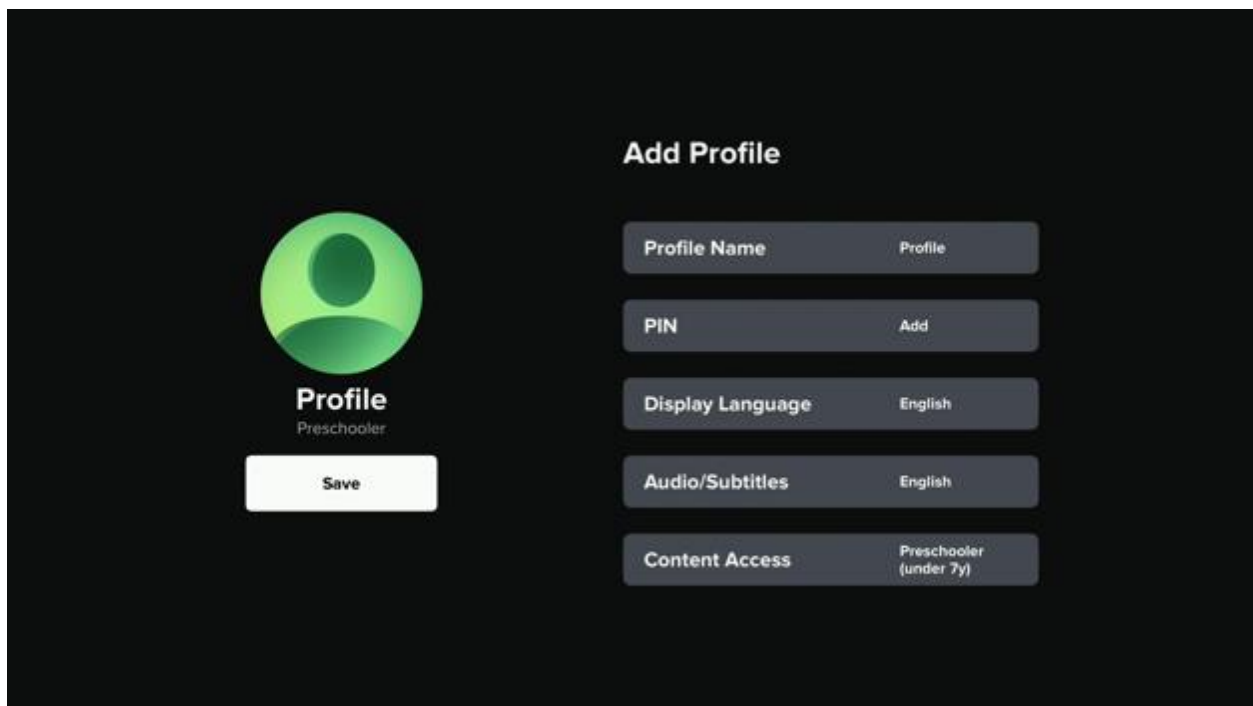 Add Profile
Profile Name Profile
PIN Add
Display Language English
Audio/Subtitles English
Content Access Preschooler
(under 7y)
Profile
Preschooler
Save